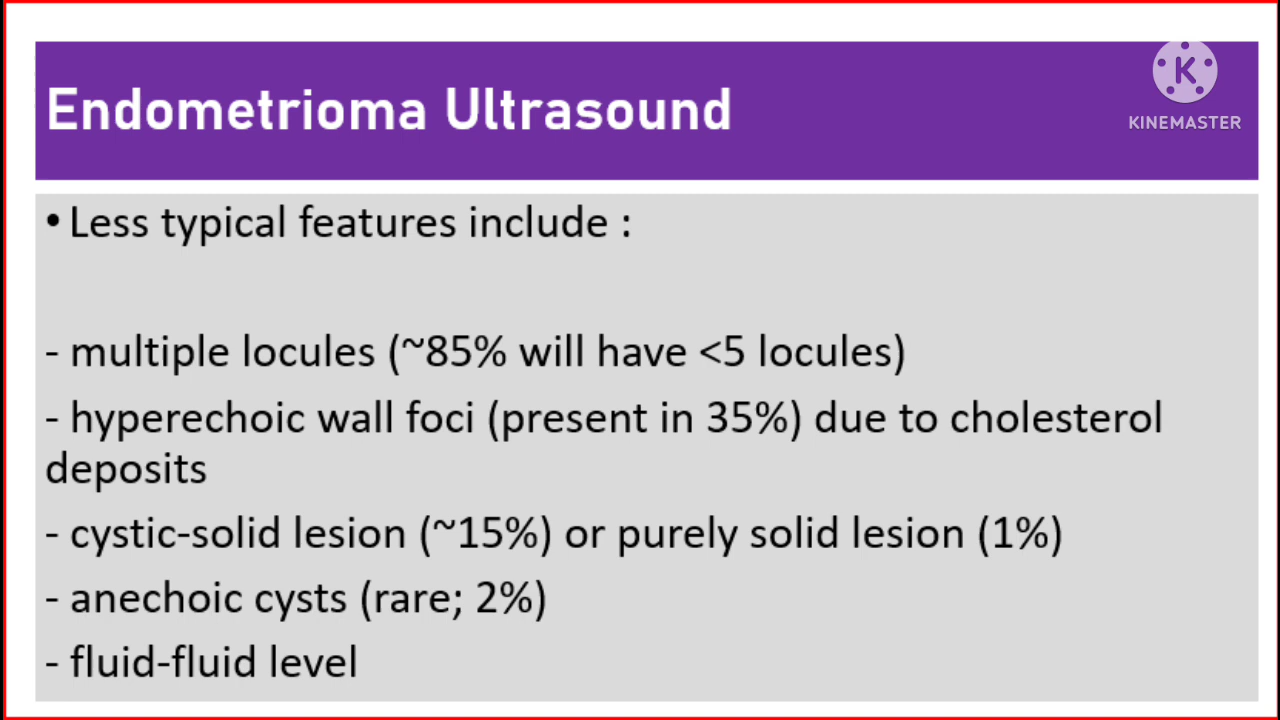 K
KINEMASTER
Endometrioma Ultrasound
•Less typical features include :
- multiple locules (~85% will have <5 locules)
- hyperechoic wall foci (present in 35%) due to cholesterol
deposits
- cystic-solid lesion (~15%) or purely solid lesion (1%)
- anechoic cysts (rare; 2%)
- fluid-fluid level